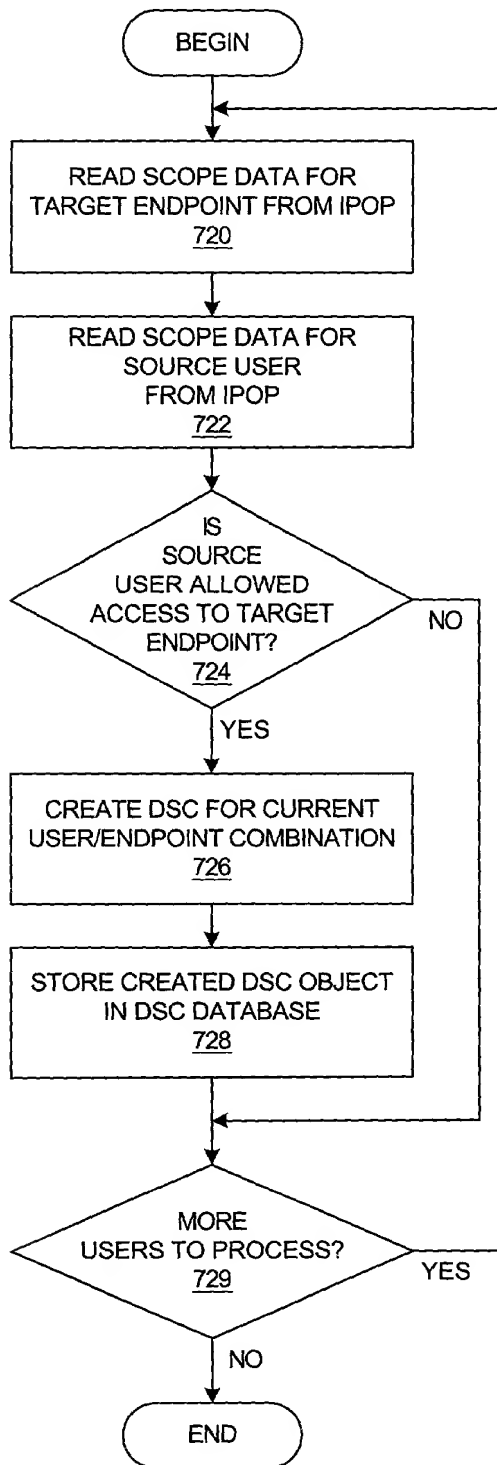 BEGIN
READ SCOPE DATA FOR
TARGET ENDPOINT FROM IPOP
720
READ SCOPE DATA FOR
SOURCE USER
FROM IPOP
722
IS
SOURCE
USER ALLOWED
ACCESS TO TARGET
ENDPOINT?
724
NO
YES
CREATE DSC FOR CURRENT
USER/ENDPOINT COMBINATION
726
STORE CREATED DSC OBJECT
IN DSC DATABASE
728
MORE
USERS TO PROCESS?
729
YES
NO
END